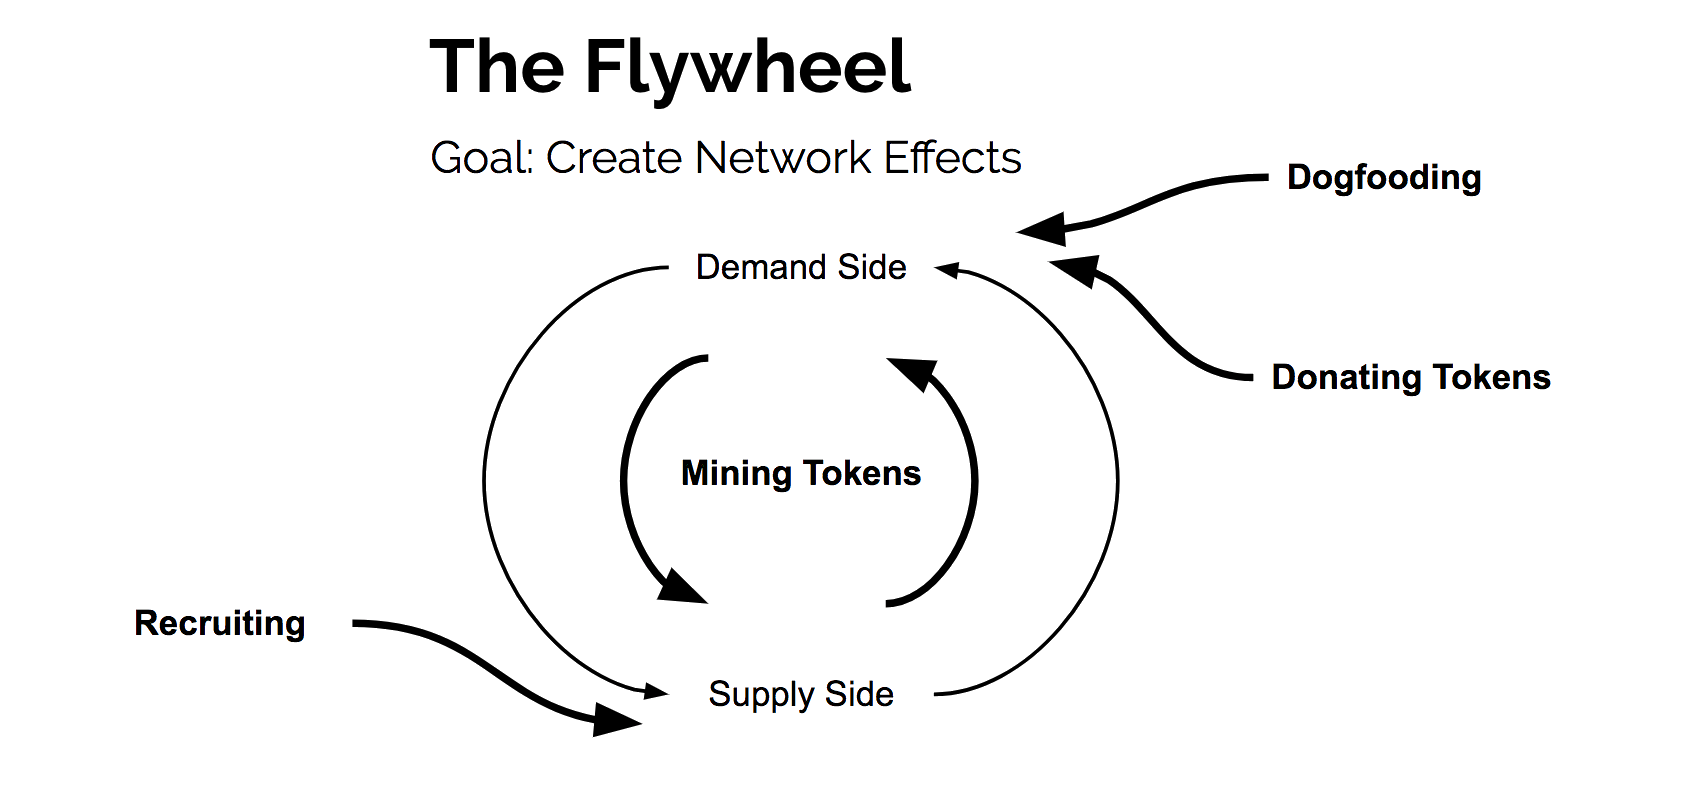 The Flywheel
Goal: Create Network Effects
Dogfooding
Demand Side
Donating Tokens
Mining Tokens
Recruiting
Supply Side